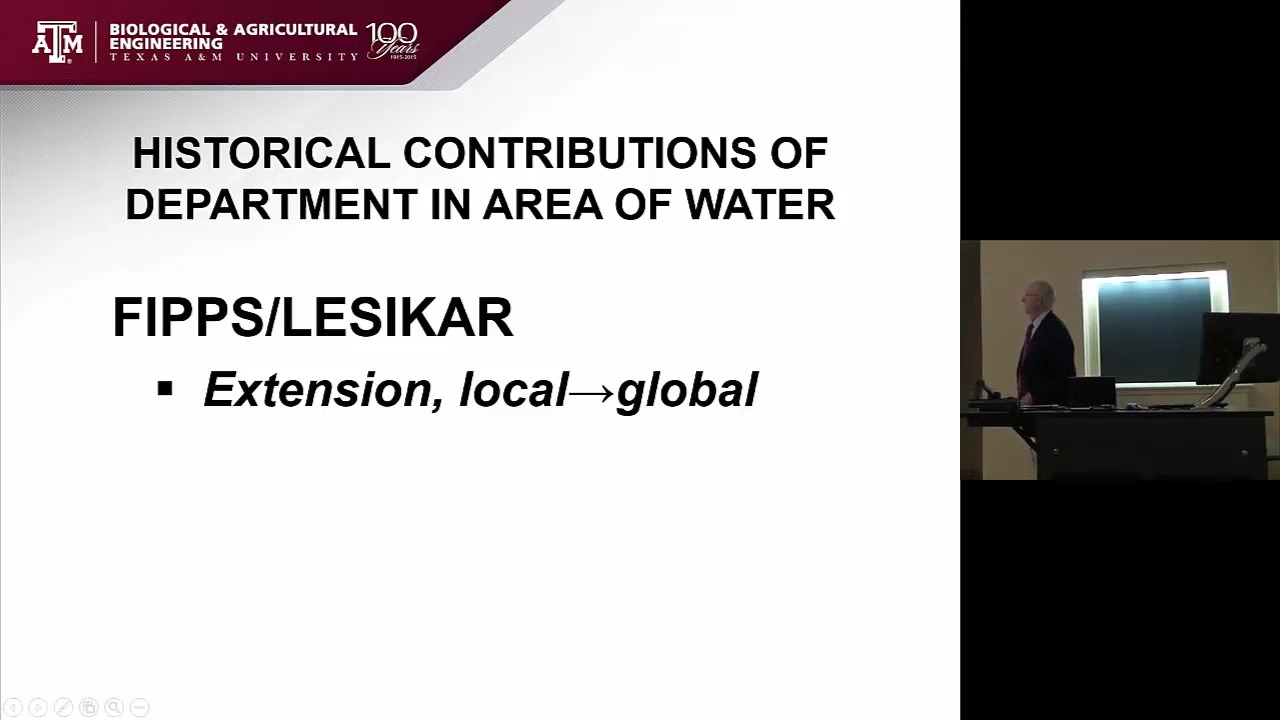 BIOLOGICAL & AGRICULTURAL
ENGINEERING
TEXAS A&M UNIVERSITY
ATM
100
Years
1915-2015
HISTORICAL CONTRIBUTIONS OF
DEPARTMENT IN AREA OF WATER
FIPPS/LESIKAR
▪ Extension, local→global